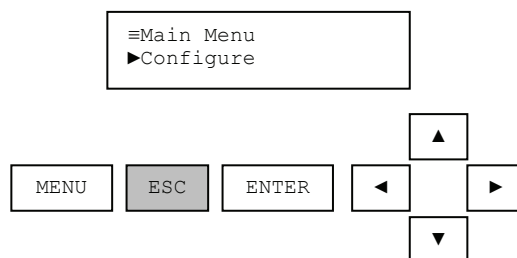 ≡Main Menu
►Configure
▲
MENU ESC ENTER ◄ ►
▼